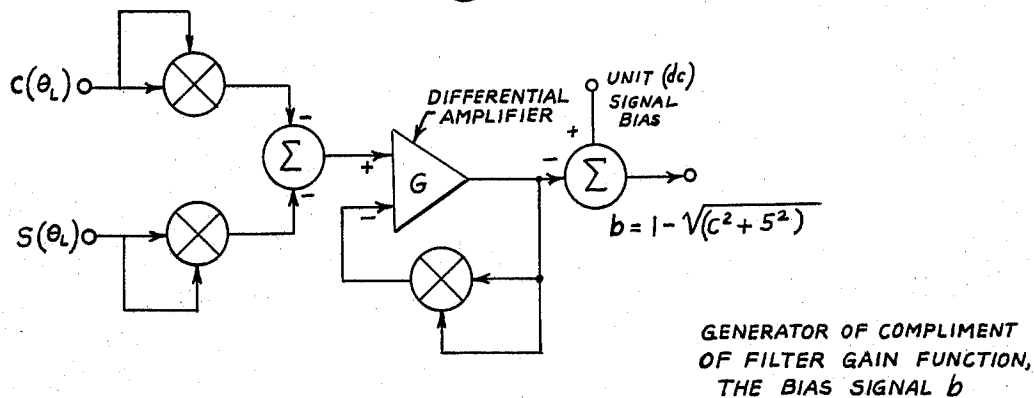 C(θL)
S(θL)
-
Σ
-
DIFFERENTIAL
AMPLIFIER
+
G
-
UNIT (dc)
SIGNAL
BIAS
+
-
Σ
b = 1 - √(C² + S²)
GENERATOR OF COMPLIMENT
OF FILTER GAIN FUNCTION,
THE BIAS SIGNAL b